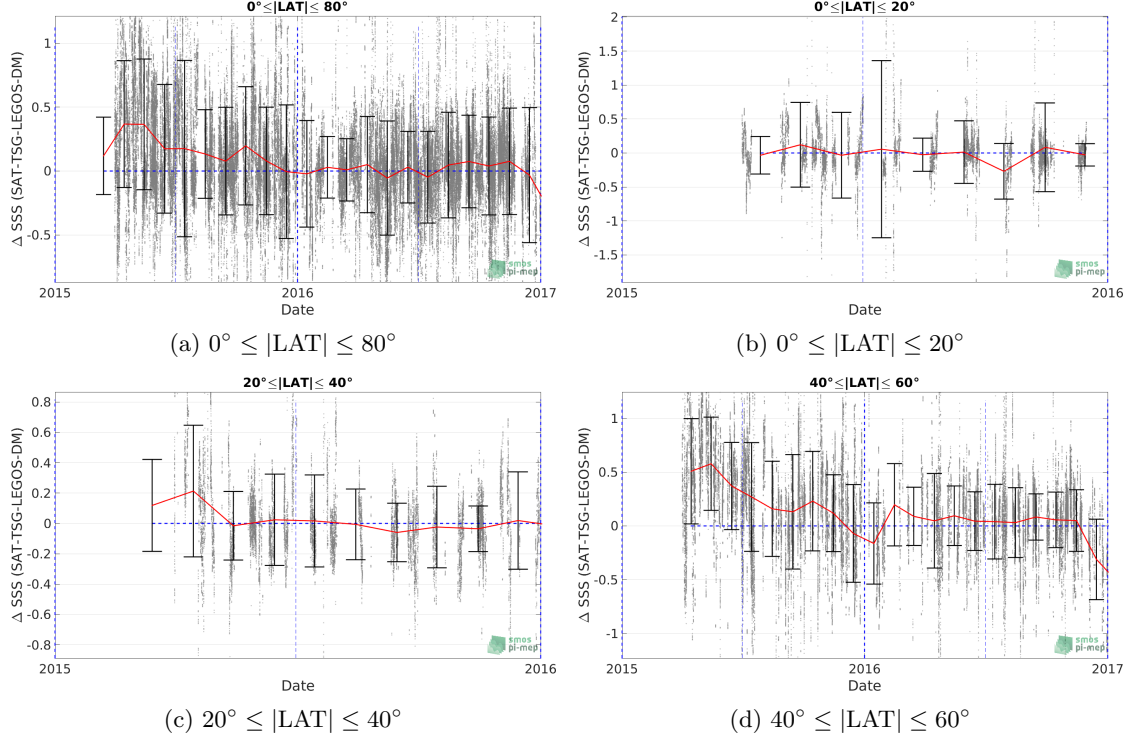 0°≤|LAT|≤ 80°
Δ SSS (SAT-TSG-LEGOS-DM)
1
0.5
0
-0.5
2015
2016
2017
Date
smos
pi-mep
(a) 0° ≤ |LAT| ≤ 80°
0°≤|LAT|≤ 20°
Δ SSS (SAT-TSG-LEGOS-DM)
2
1.5
1
0.5
0
-0.5
-1
-1.5
2015
2016
Date
smos
pi-mep
(b) 0° ≤ |LAT| ≤ 20°
20°≤|LAT|≤ 40°
Δ SSS (SAT-TSG-LEGOS-DM)
0.8
0.6
0.4
0.2
0
-0.2
-0.4
-0.6
-0.8
2015
2016
Date
smos
pi-mep
(c) 20° ≤ |LAT| ≤ 40°
40°≤|LAT|≤ 60°
Δ SSS (SAT-TSG-LEGOS-DM)
1
0.5
0
-0.5
-1
2015
2016
2017
Date
smos
pi-mep
(d) 40° ≤ |LAT| ≤ 60°